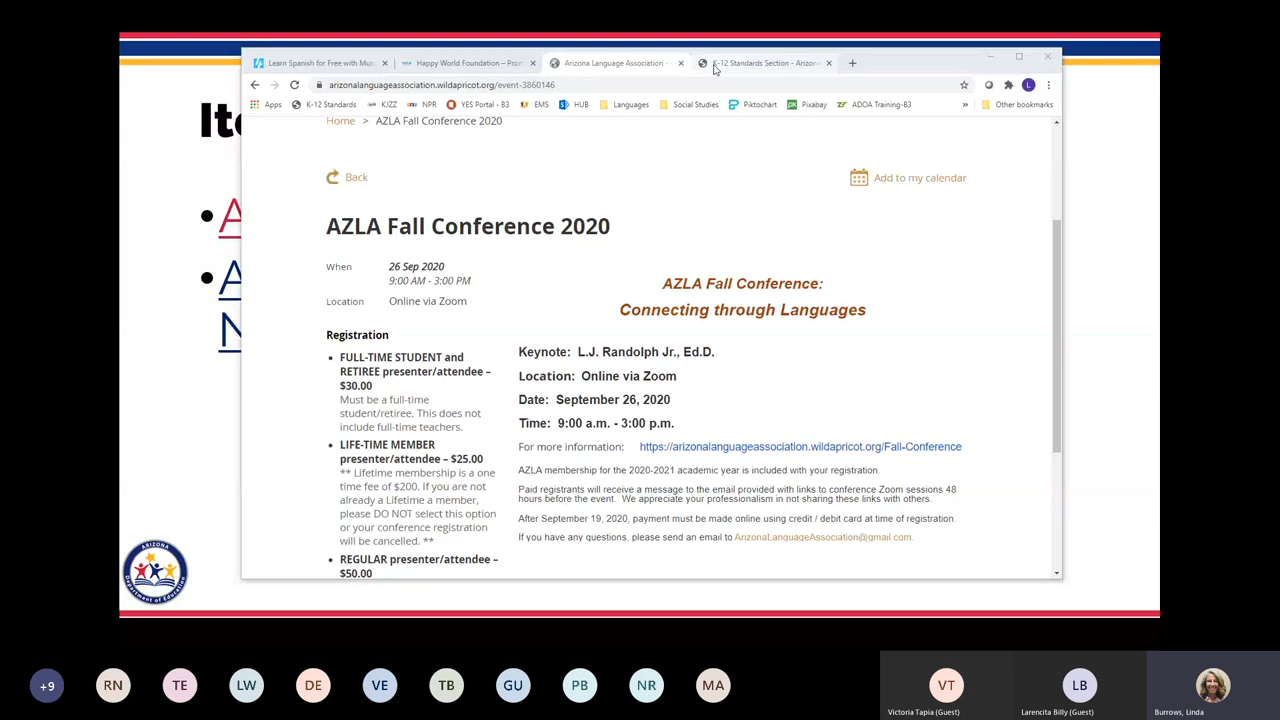 Ite
A
A
N
Learn Spanish for Free with Mus
Happy World Foundation – Prom
Arizona Language Association -
K-12 Standards Section - Arizona
arizonalanguageassociation.wildapricot.org/event-3860146
L
Apps K-12 Standards KJZZ NPR YES Portal - B3 EMS HUB Languages Social Studies Piktochart Pixabay ADOA Training-B3 » Other bookmarks
Home > AZLA Fall Conference 2020
Back
Add to my calendar
AZLA Fall Conference 2020
When 26 Sep 2020
9:00 AM - 3:00 PM
Location Online via Zoom
Registration
FULL-TIME STUDENT and
RETIREE presenter/attendee –
$30.00
Must be a full-time
student/retiree. This does not
include full-time teachers.
LIFE-TIME MEMBER
presenter/attendee – $25.00
** Lifetime membership is a one
time fee of $200. If you are not
already a Lifetime a member,
please DO NOT select this option
or your conference registration
will be cancelled. **
REGULAR presenter/attendee –
$50.00
AZLA Fall Conference:
Connecting through Languages
Keynote: L.J. Randolph Jr., Ed.D.
Location: Online via Zoom
Date: September 26, 2020
Time: 9:00 a.m. - 3:00 p.m.
For more information: https://arizonalanguageassociation.wildapricot.org/Fall-Conference
AZLA membership for the 2020-2021 academic year is included with your registration.
Paid registrants will receive a message to the email provided with links to conference Zoom sessions 48
hours before the event. We appreciate your professionalism in not sharing these links with others.
After September 19, 2020, payment must be made online using credit / debit card at time of registration.
If you have any questions, please send an email to ArizonaLanguageAssociation@gmail.com.
ARIZONA
Department of Education
+9 RN TE LW DE VE TB GU PB NR MA
VT LB
Victoria Tapia (Guest) Larencita Billy (Guest) Burrows, Linda